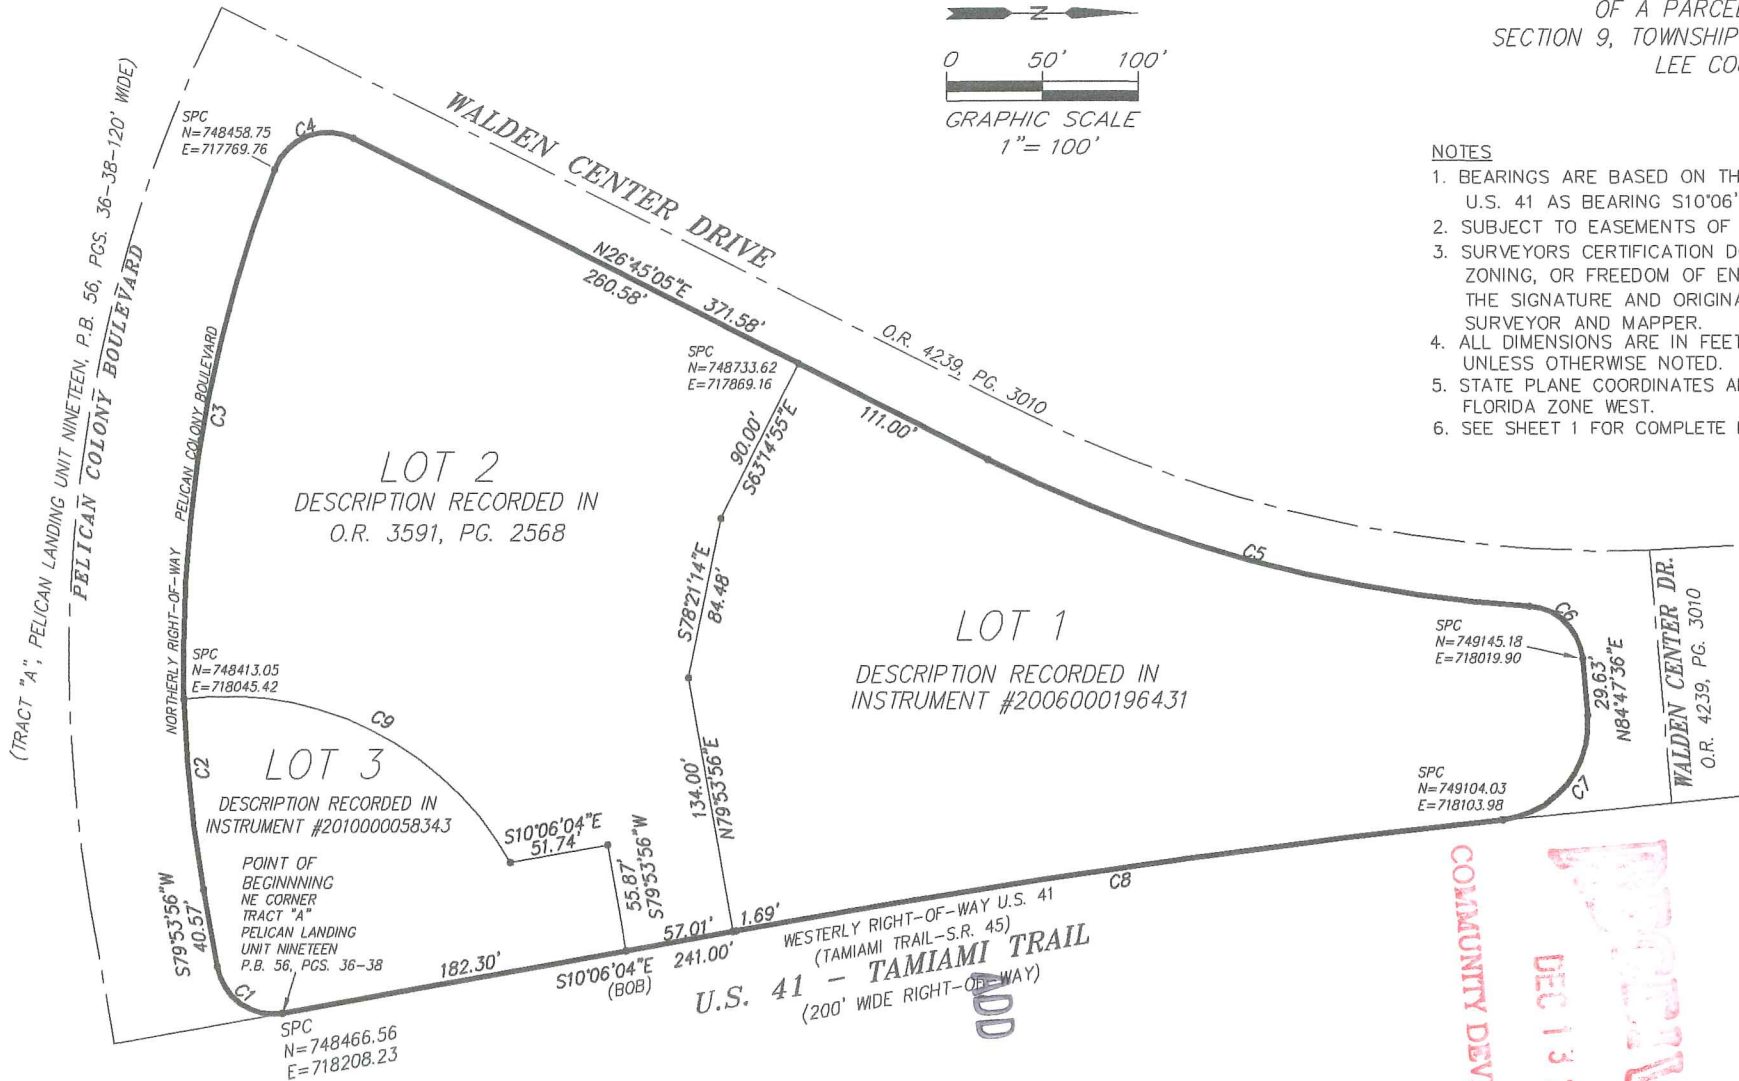 OF A PARCEL
SECTION 9, TOWNSHIP
LEE COU
N
0 50' 100'
GRAPHIC SCALE
1"= 100'
NOTES
1. BEARINGS ARE BASED ON TH
U.S. 41 AS BEARING S10°06'
2. SUBJECT TO EASEMENTS OF
3. SURVEYORS CERTIFICATION D
ZONING, OR FREEDOM OF EN
THE SIGNATURE AND ORIGINA
SURVEYOR AND MAPPER.
4. ALL DIMENSIONS ARE IN FEET
UNLESS OTHERWISE NOTED.
5. STATE PLANE COORDINATES A
FLORIDA ZONE WEST.
6. SEE SHEET 1 FOR COMPLETE
(TRACT "A", PELICAN LANDING UNIT NINETEEN, P.B. 56, PGS. 36-38-120' WIDE)
PELICAN COLONY BOULEVARD
NORTHERLY RIGHT-OF-WAY PELICAN COLONY BOULEVARD
SPC
N=748458.75
E=717769.76
C4
WALDEN CENTER DRIVE
N26°45'05"E 371.58'
260.58'
O.R. 4239, PG. 3010
SPC
N=748733.62
E=717869.16
111.00'
90.00'
S63°14'55"E
C3
LOT 2
DESCRIPTION RECORDED IN
O.R. 3591, PG. 2568
S78°21'14"E
84.48'
C5
LOT 1
DESCRIPTION RECORDED IN
INSTRUMENT #2006000196431
C6
SPC
N=749145.18
E=718019.90
29.63'
N84°47'36"E
WALDEN CENTER DR.
O.R. 4239, PG. 3010
SPC
N=748413.05
E=718045.42
C9
C2
LOT 3
DESCRIPTION RECORDED IN
INSTRUMENT #2010000058343
134.00'
N79°53'56"E
SPC
N=749104.03
E=718103.98
C7
S10°06'04"E
51.74'
55.87'
S79°53'56"W
POINT OF
BEGINNNING
NE CORNER
TRACT "A"
PELICAN LANDING
UNIT NINETEEN
P.B. 56, PGS. 36-38
S79°53'56"W
40.57'
C1
182.30'
57.01'
1.69'
S10°06'04"E 241.00'
(BOB)
C8
WESTERLY RIGHT-OF-WAY U.S. 41
(TAMIAMI TRAIL-S.R. 45)
U.S. 41 - TAMIAMI TRAIL
(200' WIDE RIGHT-OF-WAY)
ADD
SPC
N=748466.56
E=718208.23
DEC 13
COMMUNITY DEV